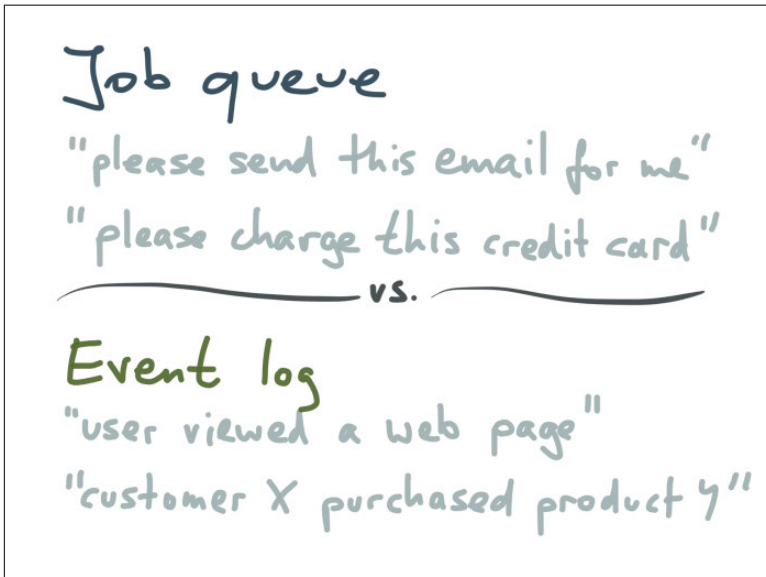 Job queue
"please send this email for me"
"please charge this credit card"
vs.
Event log
"user viewed a web page"
"customer X purchased product Y"